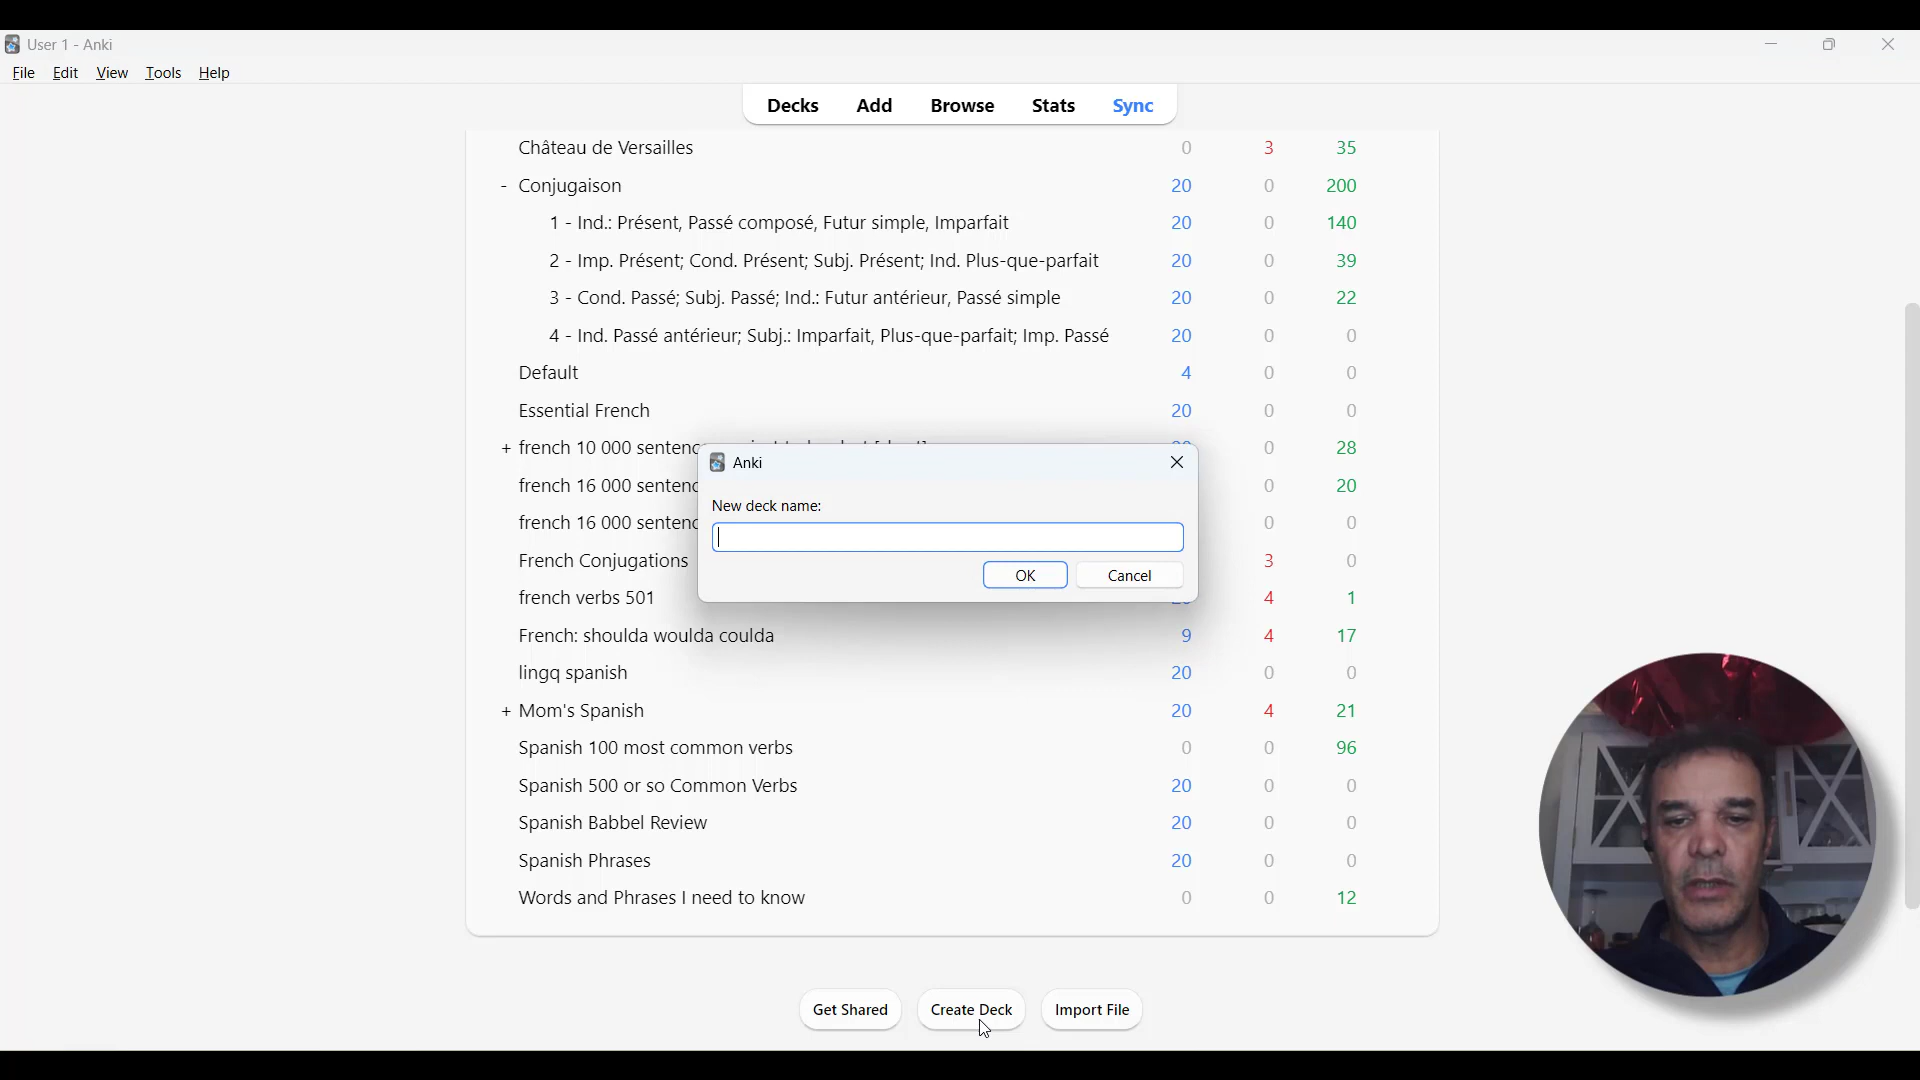 User 1 - Anki
File Edit View Tools Help
Decks Add Browse Stats Sync
Château de Versailles 0 3 35
- Conjugaison 20 0 200
1 - Ind.: Présent, Passé composé, Futur simple, Imparfait 20 0 140
2 - Imp. Présent; Cond. Présent; Subj. Présent; Ind. Plus-que-parfait 20 0 39
3 - Cond. Passé; Subj. Passé; Ind.: Futur antérieur, Passé simple 20 0 22
4 - Ind. Passé antérieur; Subj.: Imparfait, Plus-que-parfait; Imp. Passé 20 0 0
Default 4 0 0
Essential French 20 0 0
+ french 10 000 0 28
french 16 000 0 20
french 16 000 0 0
French Conjugations 3 0
french verbs 501 4 1
Anki
New deck name:
OK Cancel
French: shoulda woulda coulda 9 4 17
lingq spanish 20 0 0
+ Mom's Spanish 20 4 21
Spanish 100 most common verbs 0 0 96
Spanish 500 or so Common Verbs 20 0 0
Spanish Babbel Review 20 0 0
Spanish Phrases 20 0 0
Words and Phrases I need to know 0 0 12
Get Shared Create Deck Import File